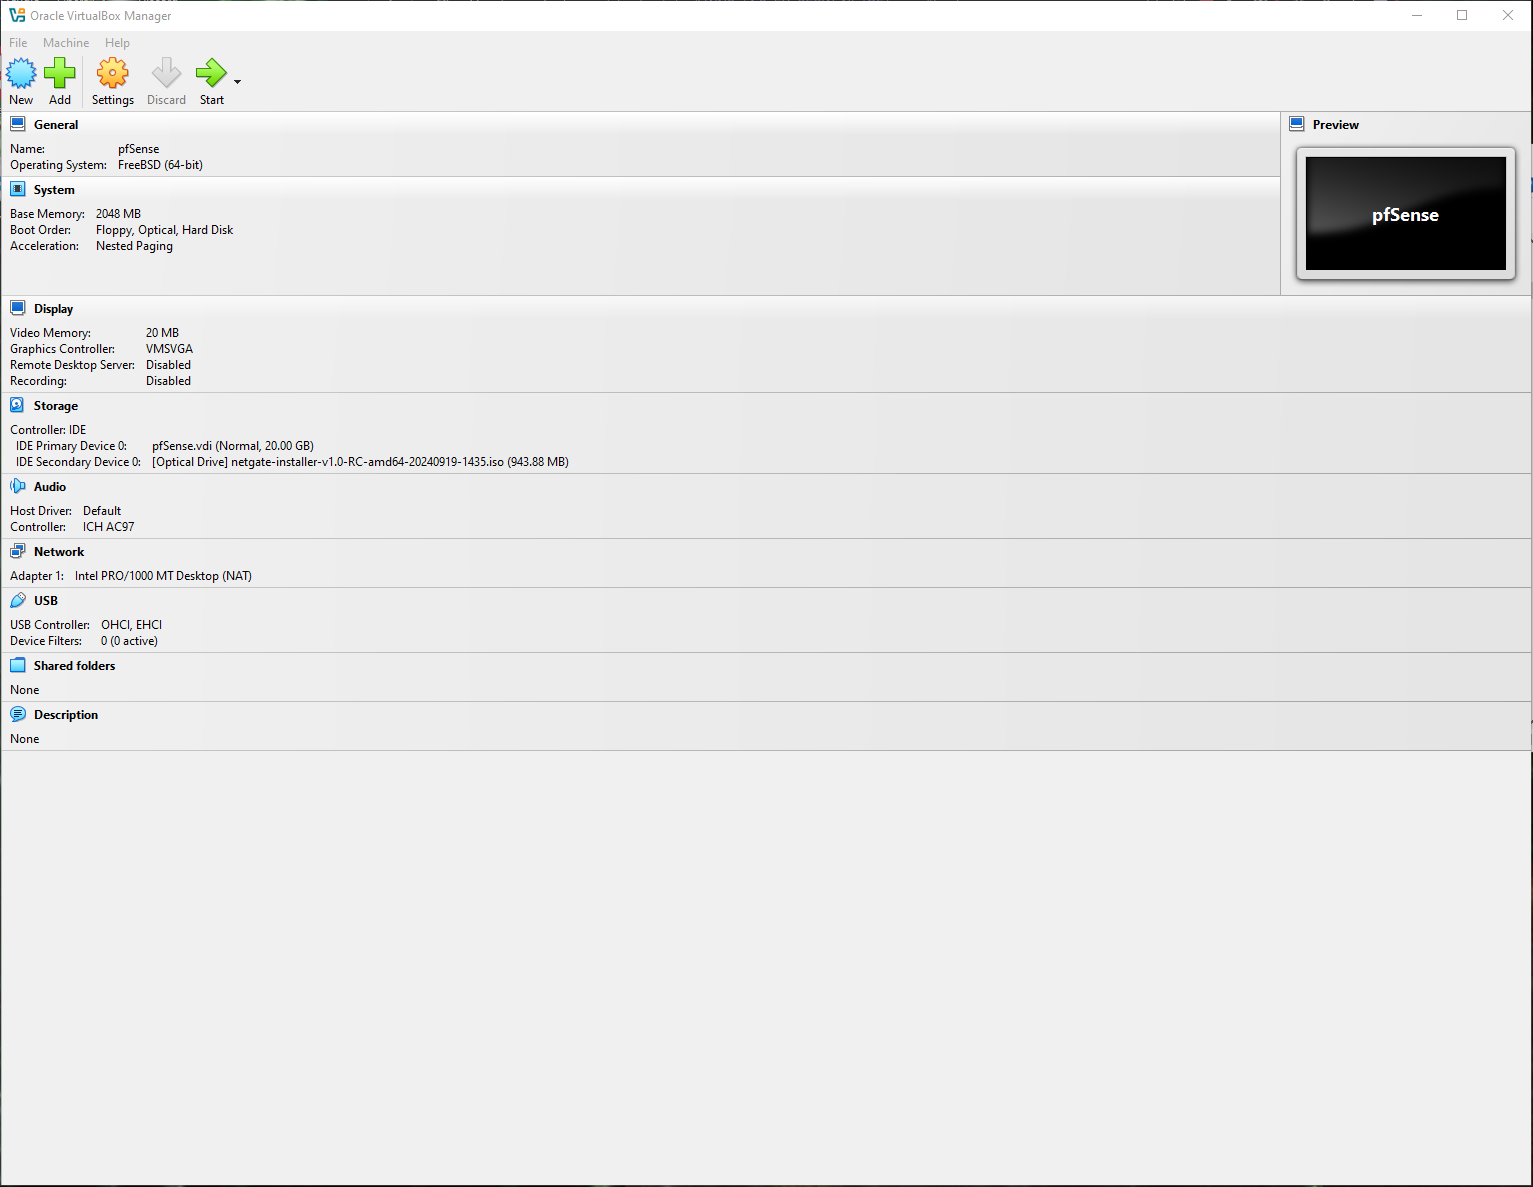 Oracle VirtualBox Manager
File Machine Help
New Add Settings Discard Start
General
Name: pfSense
Operating System: FreeBSD (64-bit)
System
Base Memory: 2048 MB
Boot Order: Floppy, Optical, Hard Disk
Acceleration: Nested Paging
Preview
pfSense
Display
Video Memory: 20 MB
Graphics Controller: VMSVGA
Remote Desktop Server: Disabled
Recording: Disabled
Storage
Controller: IDE
IDE Primary Device 0: pfSense.vdi (Normal, 20.00 GB)
IDE Secondary Device 0: [Optical Drive] netgate-installer-v1.0-RC-amd64-20240919-1435.iso (943.88 MB)
Audio
Host Driver: Default
Controller: ICH AC97
Network
Adapter 1: Intel PRO/1000 MT Desktop (NAT)
USB
USB Controller: OHCI, EHCI
Device Filters: 0 (0 active)
Shared folders
None
Description
None